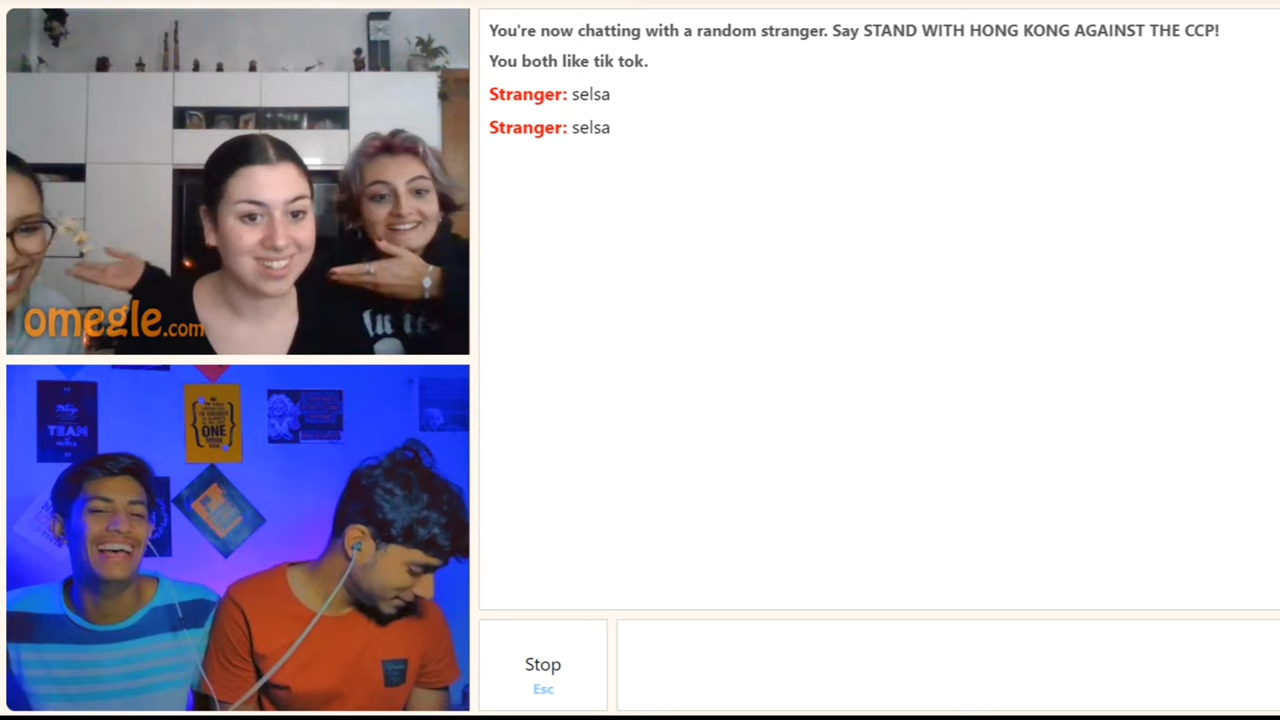 You're now chatting with a random stranger. Say STAND WITH HONG KONG AGAINST THE CCP!
You both like tik tok.
Stranger: selsa
Stranger: selsa
omegle.com
TEAM
ONE
Stop
Esc